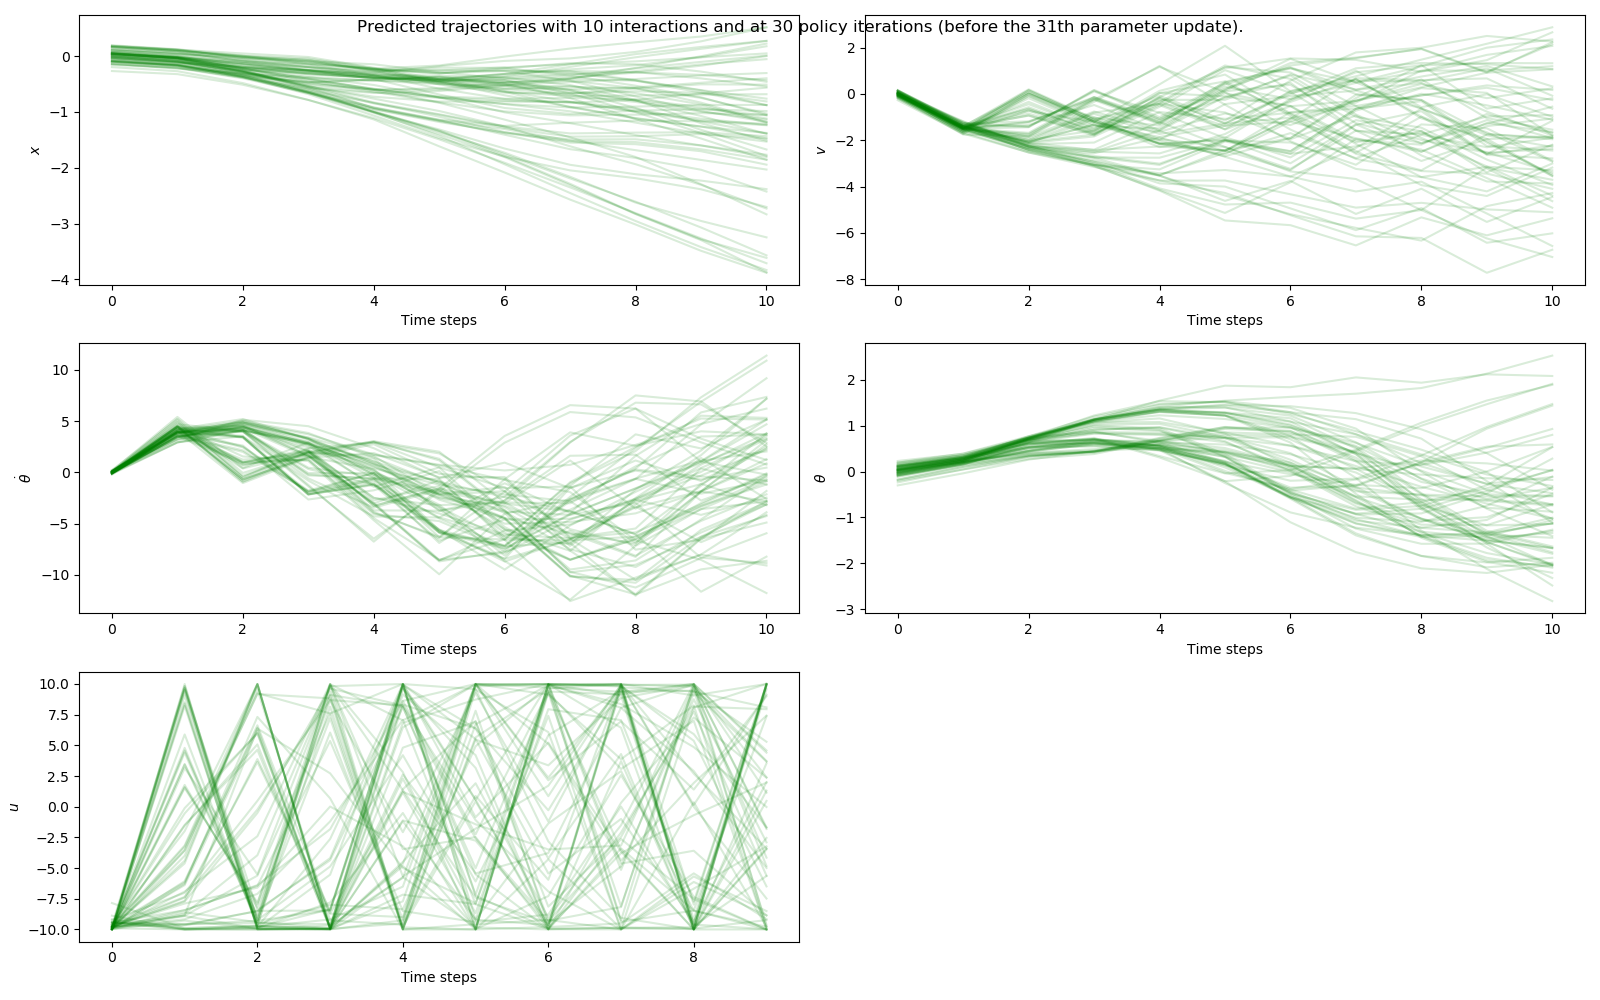 Predicted trajectories with 10 interactions and at 30 policy iterations (before the 31th parameter update).
0
−1
−2
−3
−4
x
0 2 4 6 8 10
Time steps
2
0
−2
−4
−6
−8
v
0 2 4 6 8 10
Time steps
10
5
0
−5
−10
θ̇
0 2 4 6 8 10
Time steps
2
1
0
−1
−2
−3
θ
0 2 4 6 8 10
Time steps
10.0
7.5
5.0
2.5
0.0
−2.5
−5.0
−7.5
−10.0
u
0 2 4 6 8
Time steps